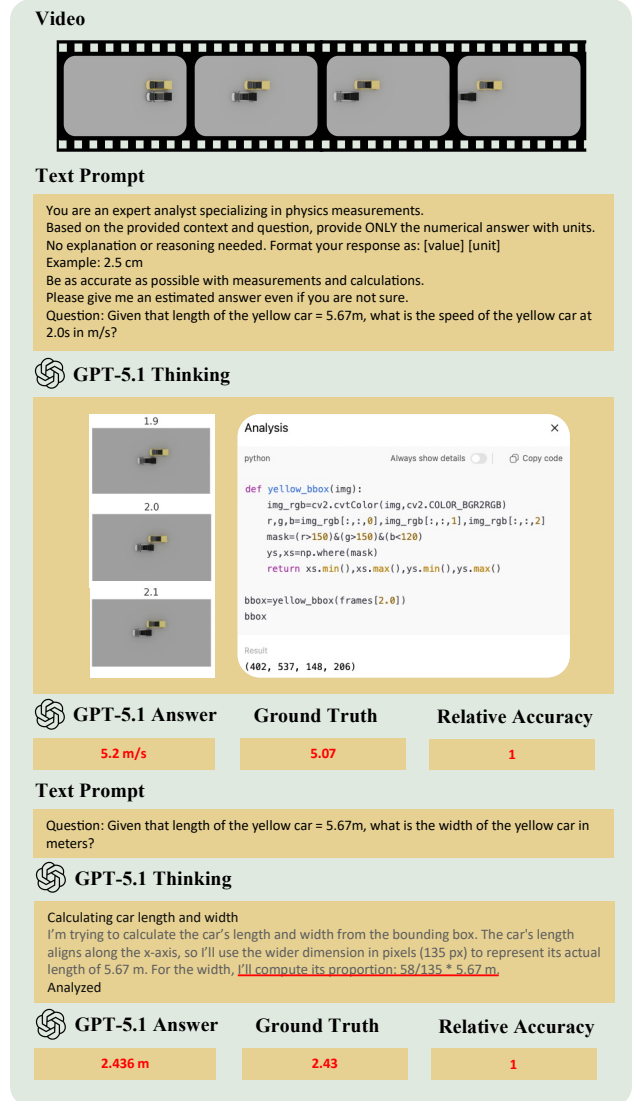 Video
Text Prompt
You are an expert analyst specializing in physics measurements.
Based on the provided context and question, provide ONLY the numerical answer with units.
No explanation or reasoning needed. Format your response as: [value] [unit]
Example: 2.5 cm
Be as accurate as possible with measurements and calculations.
Please give me an estimated answer even if you are not sure.
Question: Given that length of the yellow car = 5.67m, what is the speed of the yellow car at
2.0s in m/s?
GPT-5.1 Thinking
1.9
2.0
2.1
Analysis ×
python Always show details Copy code
def yellow_bbox(img):
    img_rgb=cv2.cvtColor(img,cv2.COLOR_BGR2RGB)
    r,g,b=img_rgb[:,:,0],img_rgb[:,:,1],img_rgb[:,:,2]
    mask=(r>150)&(g>150)&(b<120)
    ys,xs=np.where(mask)
    return xs.min(),xs.max(),ys.min(),ys.max()
bbox=yellow_bbox(frames[2.0])
bbox
Result
(402, 537, 148, 206)
GPT-5.1 Answer Ground Truth Relative Accuracy
5.2 m/s 5.07 1
Text Prompt
Question: Given that length of the yellow car = 5.67m, what is the width of the yellow car in
meters?
GPT-5.1 Thinking
Calculating car length and width
I'm trying to calculate the car's length and width from the bounding box. The car's length
aligns along the x-axis, so I'll use the wider dimension in pixels (135 px) to represent its actual
length of 5.67 m. For the width, I'll compute its proportion: 58/135 * 5.67 m.
Analyzed
GPT-5.1 Answer Ground Truth Relative Accuracy
2.436 m 2.43 1